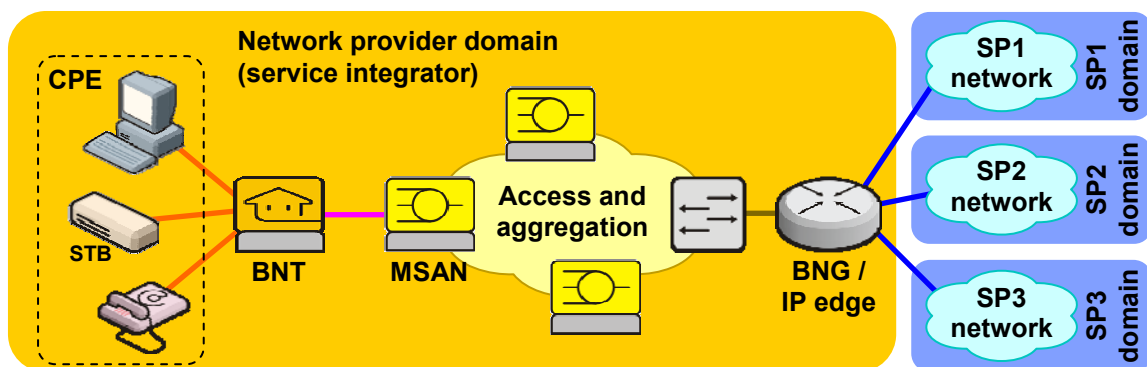 Network provider domain
(service integrator)
CPE
STB
BNT
MSAN
Access and
aggregation
BNG /
IP edge
SP1
network
SP1
domain
SP2
network
SP2
domain
SP3
network
SP3
domain